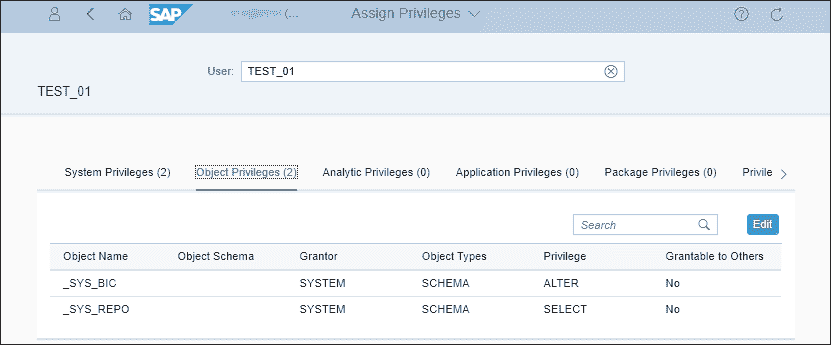 SAP (... Assign Privileges
User: TEST_01
TEST_01
System Privileges (2) Object Privileges (2) Analytic Privileges (0) Application Privileges (0) Package Privileges (0) Privile
Search Edit
Object Name Object Schema Grantor Object Types Privilege Grantable to Others
_SYS_BIC SYSTEM SCHEMA ALTER No
_SYS_REPO SYSTEM SCHEMA SELECT No